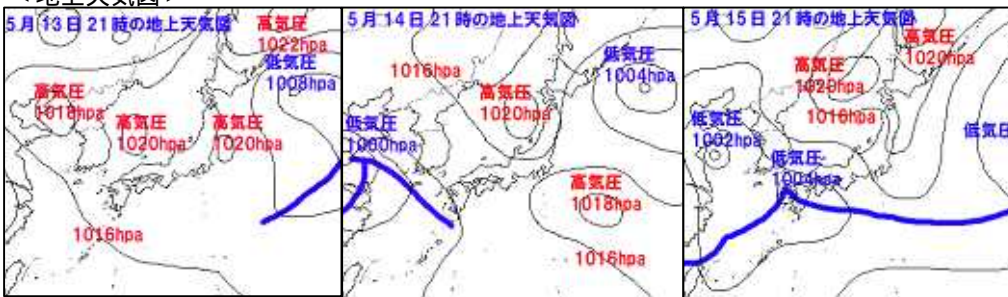 <地上天気図>
5月13日21時の地上天気図
高気圧
1022hpa
低気圧
1008hpa
高気圧
1018hpa
高気圧
1020hpa
高気圧
1020hpa
1016hpa
5月14日21時の地上天気図
1016hpa
低気圧
1004hpa
高気圧
1020hpa
低気圧
1000hpa
高気圧
1018hpa
1016hpa
5月15日21時の地上天気図
高気圧
1020hpa
高気圧
1020hpa
1016hpa
低気圧
1002hpa
低気圧
1004hpa
低気圧